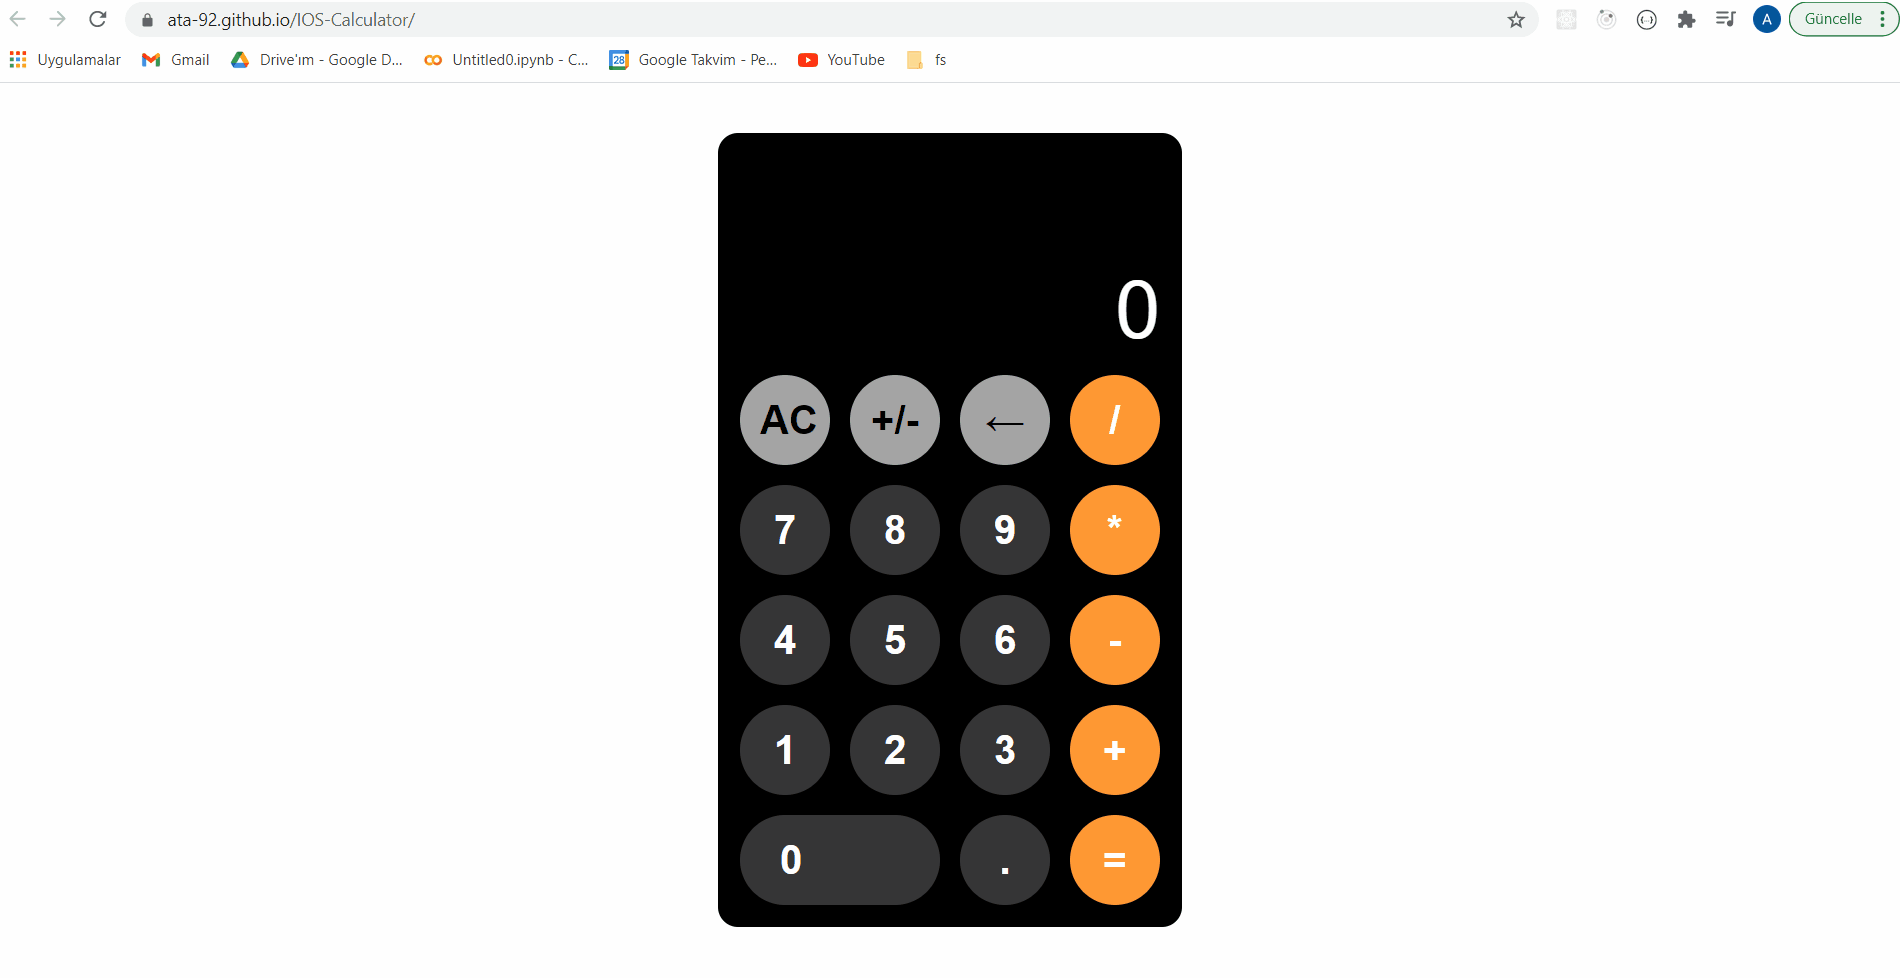 ata-92.github.io/IOS-Calculator/
A
Güncelle
Uygulamalar
Gmail
Drive'ım - Google D...
Untitled0.ipynb - C...
28
Google Takvim - Pe...
YouTube
fs
0
AC +/- ← /
7 8 9 *
4 5 6 -
1 2 3 +
0 . =